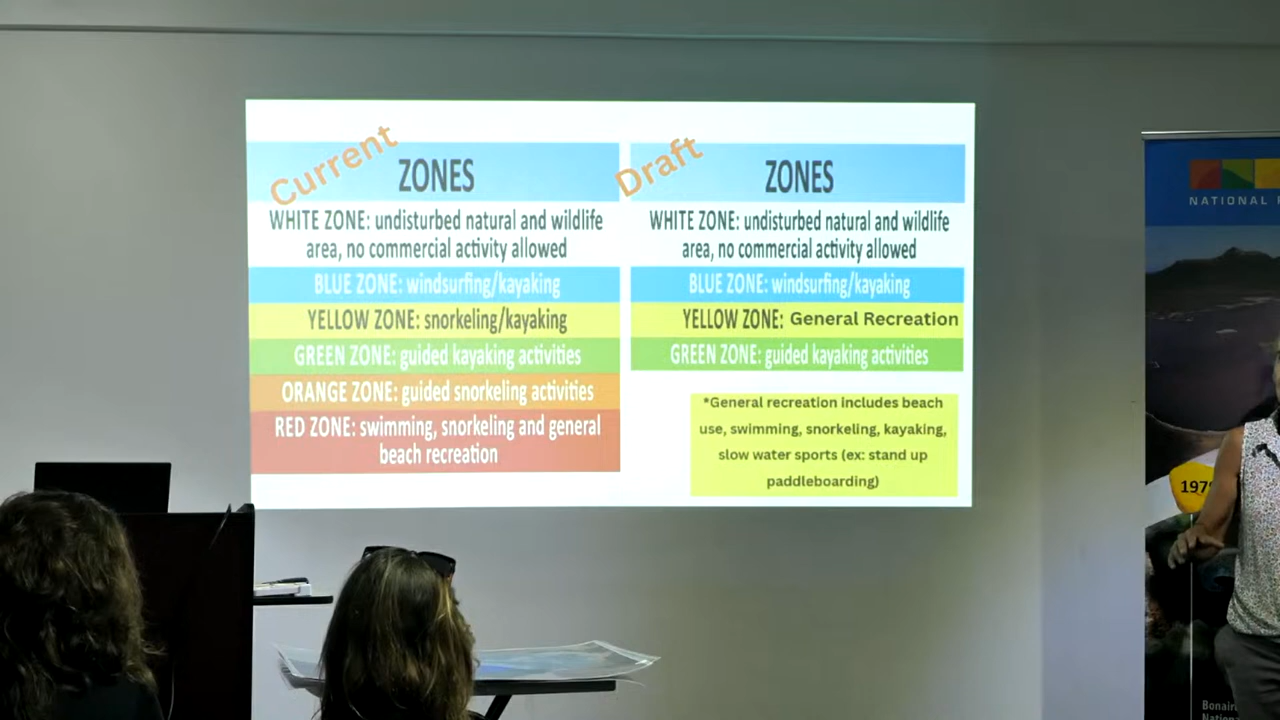 Current
ZONES
WHITE ZONE: undisturbed natural and wildlife
area, no commercial activity allowed
BLUE ZONE: windsurfing/kayaking
YELLOW ZONE: snorkeling/kayaking
GREEN ZONE: guided kayaking activities
ORANGE ZONE: guided snorkeling activities
RED ZONE: swimming, snorkeling and general
beach recreation
Draft
ZONES
WHITE ZONE: undisturbed natural and wildlife
area, no commercial activity allowed
BLUE ZONE: windsurfing/kayaking
YELLOW ZONE: General Recreation
GREEN ZONE: guided kayaking activities
*General recreation includes beach
use, swimming, snorkeling, kayaking,
slow water sports (ex: stand up
paddleboarding)
NATIONAL
1979